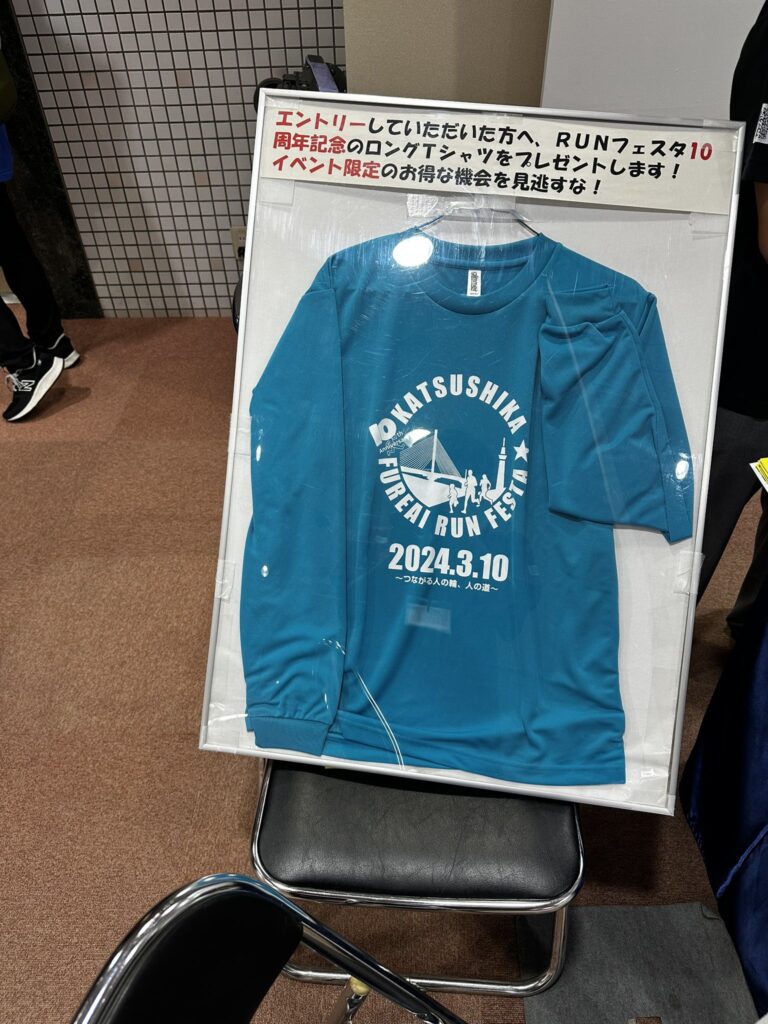 エントリーしていただいた方へ、RUNフェスタ10
周年記念のロングTシャツをプレゼントします！
イベント限定のお得な機会を見逃すな！
KATSUSHIKA
10
th
Anniversary
FUREAI RUN FESTA
2024.3.10
～つながる人の輪、人の道～